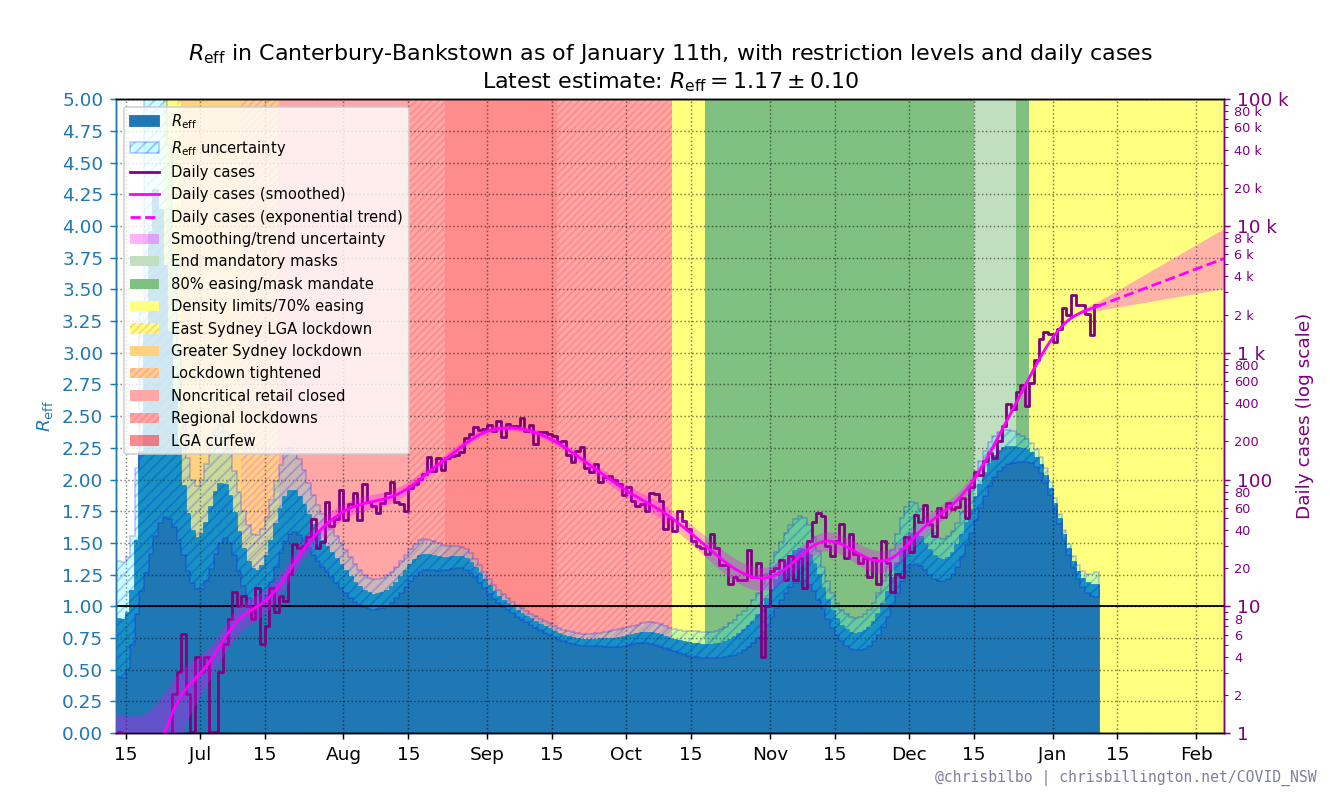 Reff in Canterbury-Bankstown as of January 11th, with restriction levels and daily cases
Latest estimate: Reff = 1.17 ± 0.10
5.00
4.75
4.50
4.25
4.00
3.75
3.50
3.25
3.00
2.75
2.50
2.25
2.00
1.75
1.50
1.25
1.00
0.75
0.50
0.25
0.00
Reff
Reff
Reff uncertainty
Daily cases
Daily cases (smoothed)
Daily cases (exponential trend)
Smoothing/trend uncertainty
End mandatory masks
80% easing/mask mandate
Density limits/70% easing
East Sydney LGA lockdown
Greater Sydney lockdown
Lockdown tightened
Noncritical retail closed
Regional lockdowns
LGA curfew
100 k
80 k
60 k
40 k
20 k
10 k
8 k
6 k
4 k
2 k
1 k
800
600
400
200
100
80
60
40
20
10
8
6
4
2
1
Daily cases (log scale)
15 Jul 15 Aug 15 Sep 15 Oct 15 Nov 15 Dec 15 Jan 15 Feb
@chrisbilbo | chrisbillington.net/COVID_NSW